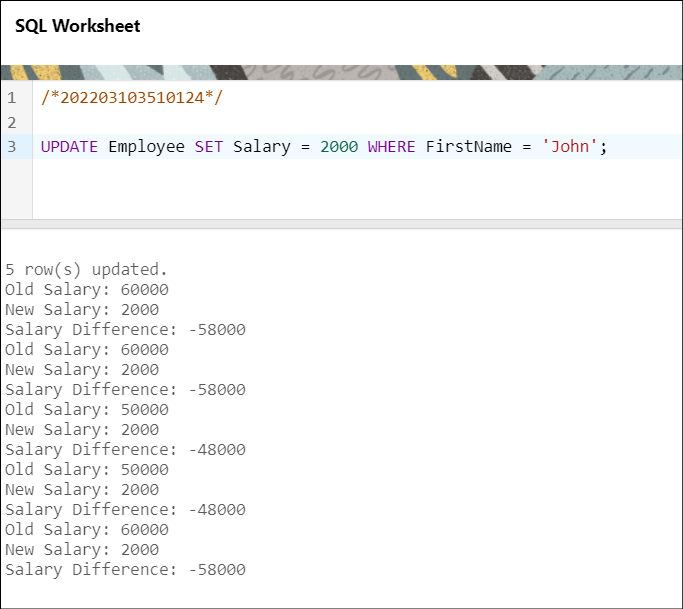 SQL Worksheet
1 /*202203103510124*/
2
3 UPDATE Employee SET Salary = 2000 WHERE FirstName = 'John';
5 row(s) updated.
Old Salary: 60000
New Salary: 2000
Salary Difference: -58000
Old Salary: 60000
New Salary: 2000
Salary Difference: -58000
Old Salary: 50000
New Salary: 2000
Salary Difference: -48000
Old Salary: 50000
New Salary: 2000
Salary Difference: -48000
Old Salary: 60000
New Salary: 2000
Salary Difference: -58000